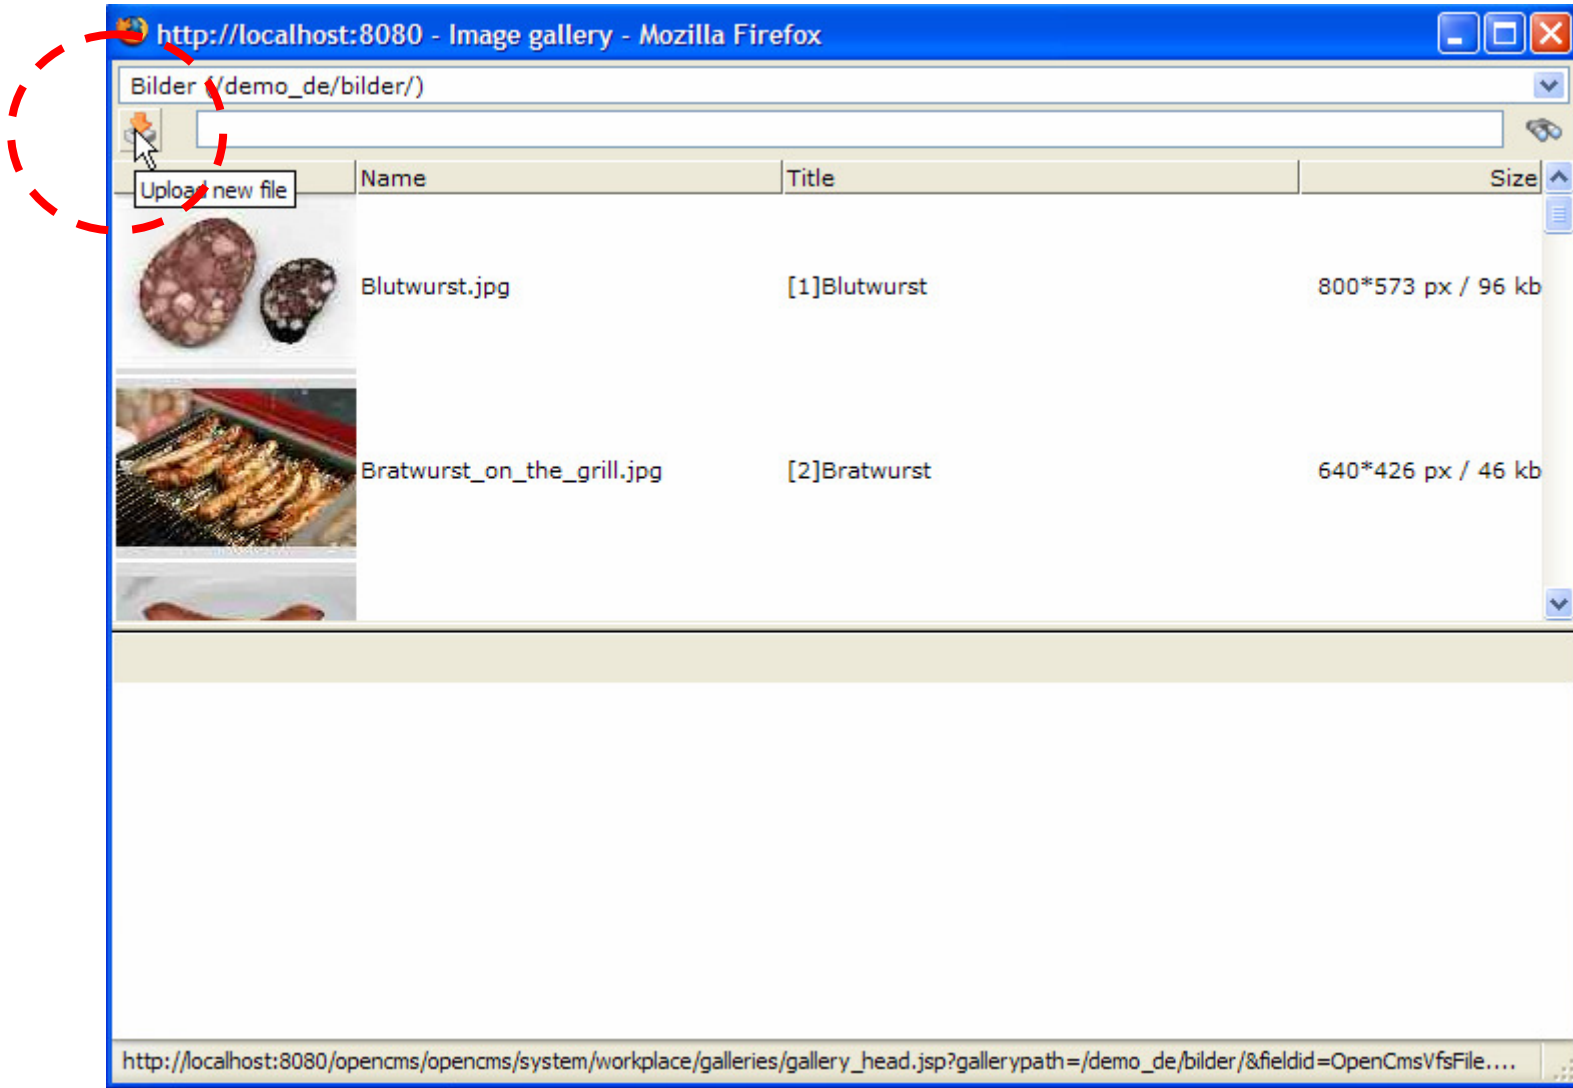 http://localhost:8080 - Image gallery - Mozilla Firefox
Bilder (/demo_de/bilder/)
Upload new file
Name Title Size
Blutwurst.jpg [1]Blutwurst 800*573 px / 96 kb
Bratwurst_on_the_grill.jpg [2]Bratwurst 640*426 px / 46 kb
http://localhost:8080/opencms/opencms/system/workplace/galleries/gallery_head.jsp?gallerypath=/demo_de/bilder/&fieldid=OpenCmsVfsFile....